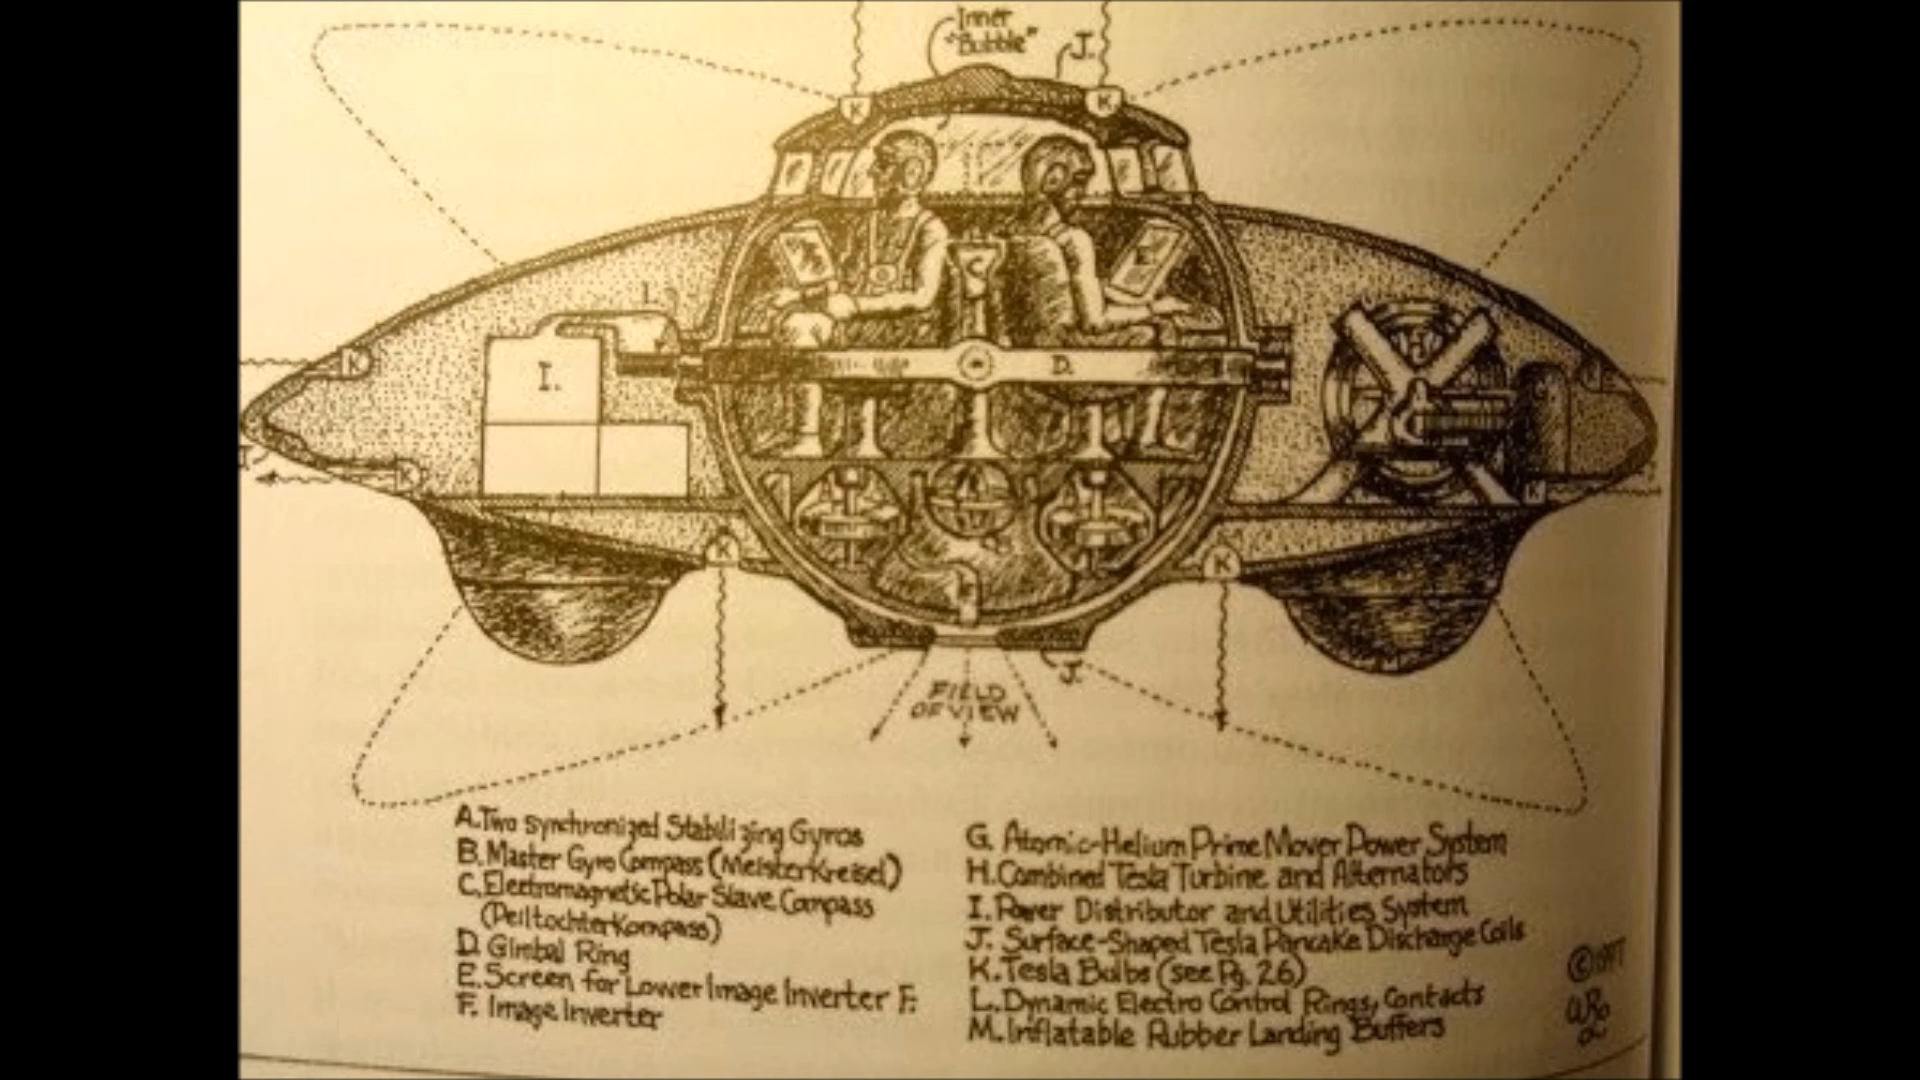 Inner
"Bubble"
J.
K
K
C
E
I.
L
K
D.
H
K
K
K
K
J.
FIELD
OF VIEW
A. Two synchronized Stabilizing Gyros
B. Master Gyro Compass (Meisterkreisel)
C. Electromagnetic Polar Slave Compass
(Peiltochterkompass)
D. Gimbal Ring
E. Screen for Lower Image Inverter F.
F. Image Inverter
G. Atomic-Helium Prime Mover Power System
H. Combined Tesla Turbine and Alternators
I. Power Distributor and Utilities System
J. Surface-Shaped Tesla Pancake Discharge Coils
K. Tesla Bulbs (see Pg. 26)
L. Dynamic Electro Control Rings, Contacts
M. Inflatable Rubber Landing Buffers
©